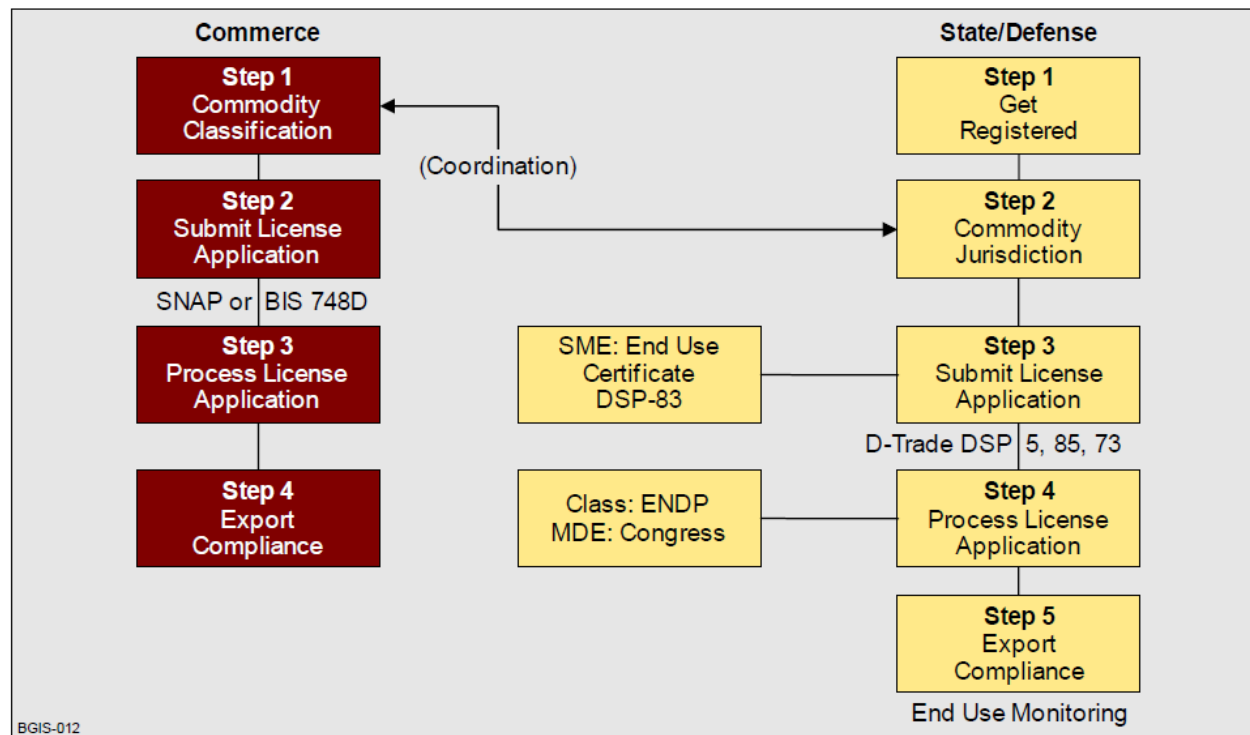 Commerce
Step 1
Commodity
Classification
Step 2
Submit License
Application
SNAP or BIS 748D
Step 3
Process License
Application
Step 4
Export
Compliance
(Coordination)
State/Defense
Step 1
Get
Registered
Step 2
Commodity
Jurisdiction
SME: End Use
Certificate
DSP-83
Step 3
Submit License
Application
D-Trade DSP 5, 85, 73
Class: ENDP
MDE: Congress
Step 4
Process License
Application
Step 5
Export
Compliance
End Use Monitoring
BGIS-012